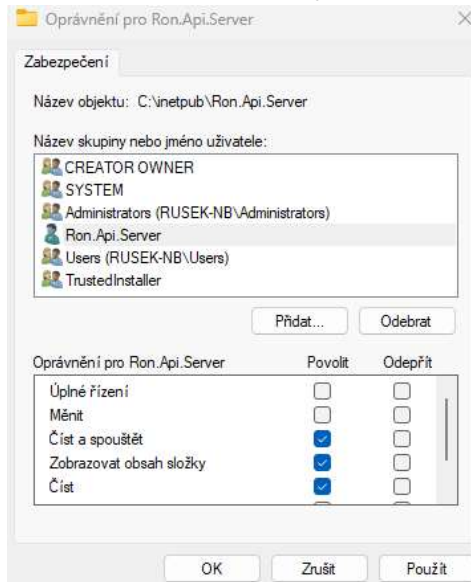 Oprávnění pro Ron.Api.Server
Zabezpečení
Název objektu: C:\inetpub\Ron.Api.Server
Název skupiny nebo jméno uživatele:
CREATOR OWNER
SYSTEM
Administrators (RUSEK-NB\Administrators)
Ron.Api.Server
Users (RUSEK-NB\Users)
TrustedInstaller
Přidat... Odebrat
Oprávnění pro Ron.Api.Server Povolit Odepřít
Úplné řízení
Měnit
Číst a spouštět
Zobrazovat obsah složky
Číst
OK Zrušit Použít